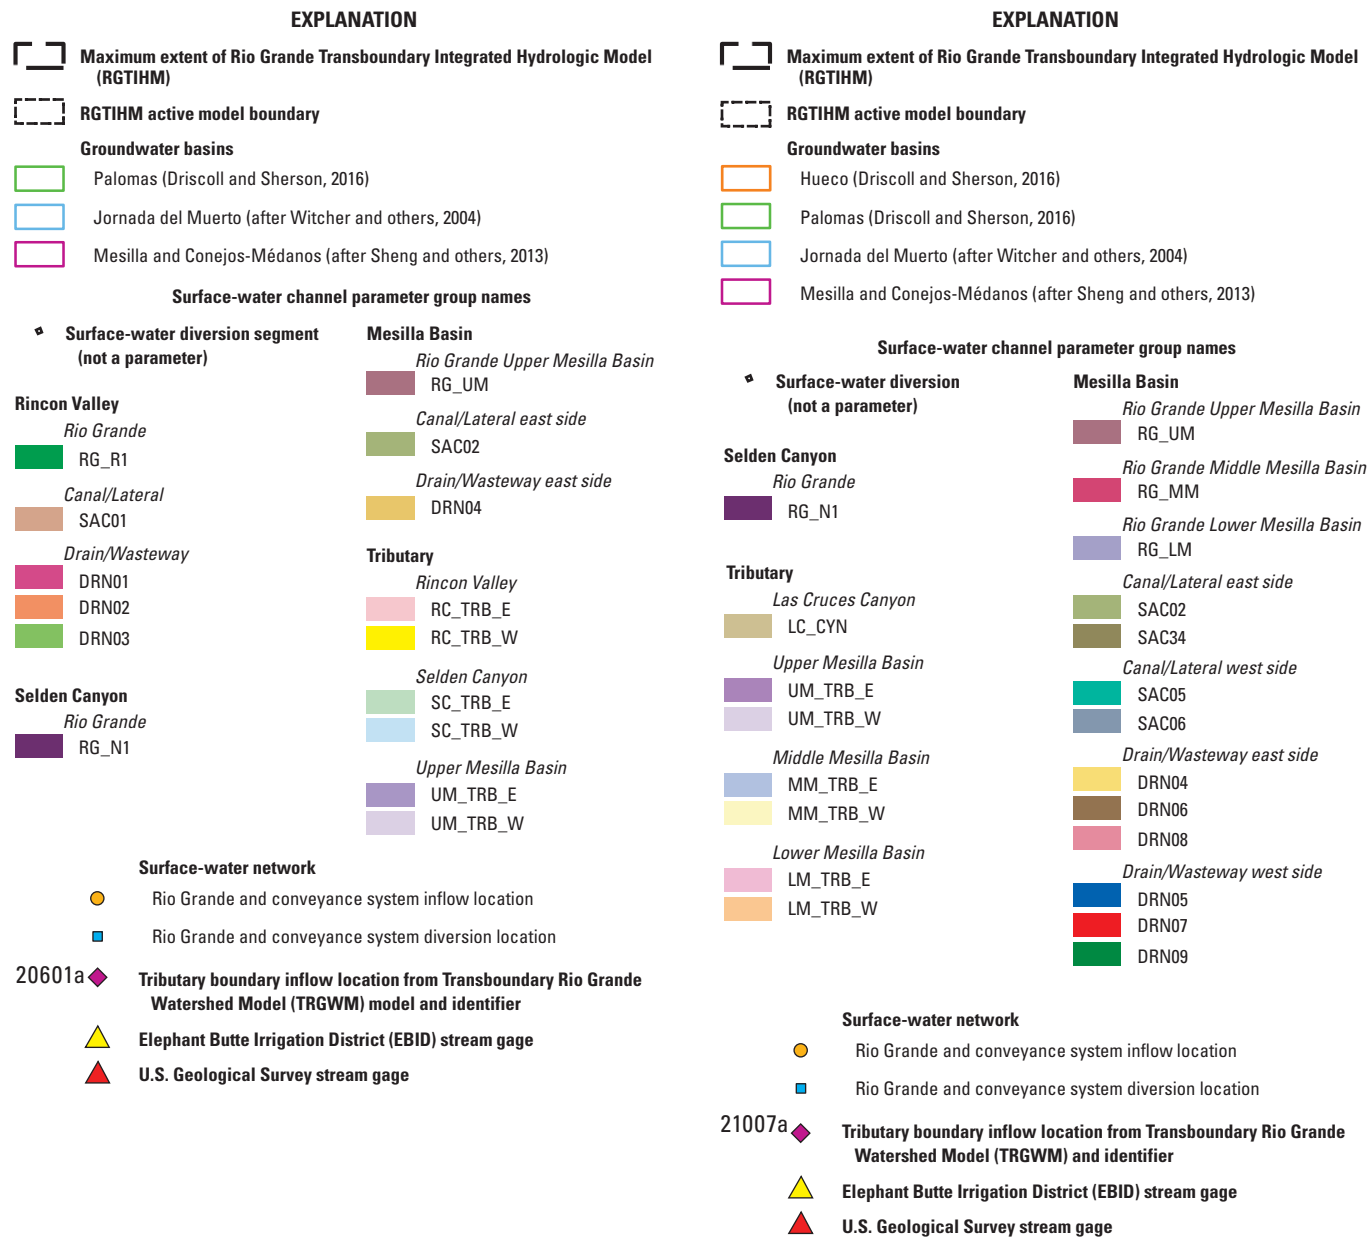 EXPLANATION
Maximum extent of Rio Grande Transboundary Integrated Hydrologic Model
(RGTIHM)
RGTIHM active model boundary
Groundwater basins
Palomas (Driscoll and Sherson, 2016)
Jornada del Muerto (after Witcher and others, 2004)
Mesilla and Conejos-Médanos (after Sheng and others, 2013)
Surface-water channel parameter group names
Surface-water diversion segment
(not a parameter)
Rincon Valley
Rio Grande
RG_R1
Canal/Lateral
SAC01
Drain/Wasteway
DRN01
DRN02
DRN03
Selden Canyon
Rio Grande
RG_N1
Mesilla Basin
Rio Grande Upper Mesilla Basin
RG_UM
Canal/Lateral east side
SAC02
Drain/Wasteway east side
DRN04
Tributary
Rincon Valley
RC_TRB_E
RC_TRB_W
Selden Canyon
SC_TRB_E
SC_TRB_W
Upper Mesilla Basin
UM_TRB_E
UM_TRB_W
Surface-water network
Rio Grande and conveyance system inflow location
Rio Grande and conveyance system diversion location
20601a
Tributary boundary inflow location from Transboundary Rio Grande
Watershed Model (TRGWM) model and identifier
Elephant Butte Irrigation District (EBID) stream gage
U.S. Geological Survey stream gage
EXPLANATION
Maximum extent of Rio Grande Transboundary Integrated Hydrologic Model
(RGTIHM)
RGTIHM active model boundary
Groundwater basins
Hueco (Driscoll and Sherson, 2016)
Palomas (Driscoll and Sherson, 2016)
Jornada del Muerto (after Witcher and others, 2004)
Mesilla and Conejos-Médanos (after Sheng and others, 2013)
Surface-water channel parameter group names
Surface-water diversion
(not a parameter)
Selden Canyon
Rio Grande
RG_N1
Tributary
Las Cruces Canyon
LC_CYN
Upper Mesilla Basin
UM_TRB_E
UM_TRB_W
Middle Mesilla Basin
MM_TRB_E
MM_TRB_W
Lower Mesilla Basin
LM_TRB_E
LM_TRB_W
Mesilla Basin
Rio Grande Upper Mesilla Basin
RG_UM
Rio Grande Middle Mesilla Basin
RG_MM
Rio Grande Lower Mesilla Basin
RG_LM
Canal/Lateral east side
SAC02
SAC34
Canal/Lateral west side
SAC05
SAC06
Drain/Wasteway east side
DRN04
DRN06
DRN08
Drain/Wasteway west side
DRN05
DRN07
DRN09
Surface-water network
Rio Grande and conveyance system inflow location
Rio Grande and conveyance system diversion location
21007a
Tributary boundary inflow location from Transboundary Rio Grande
Watershed Model (TRGWM) and identifier
Elephant Butte Irrigation District (EBID) stream gage
U.S. Geological Survey stream gage